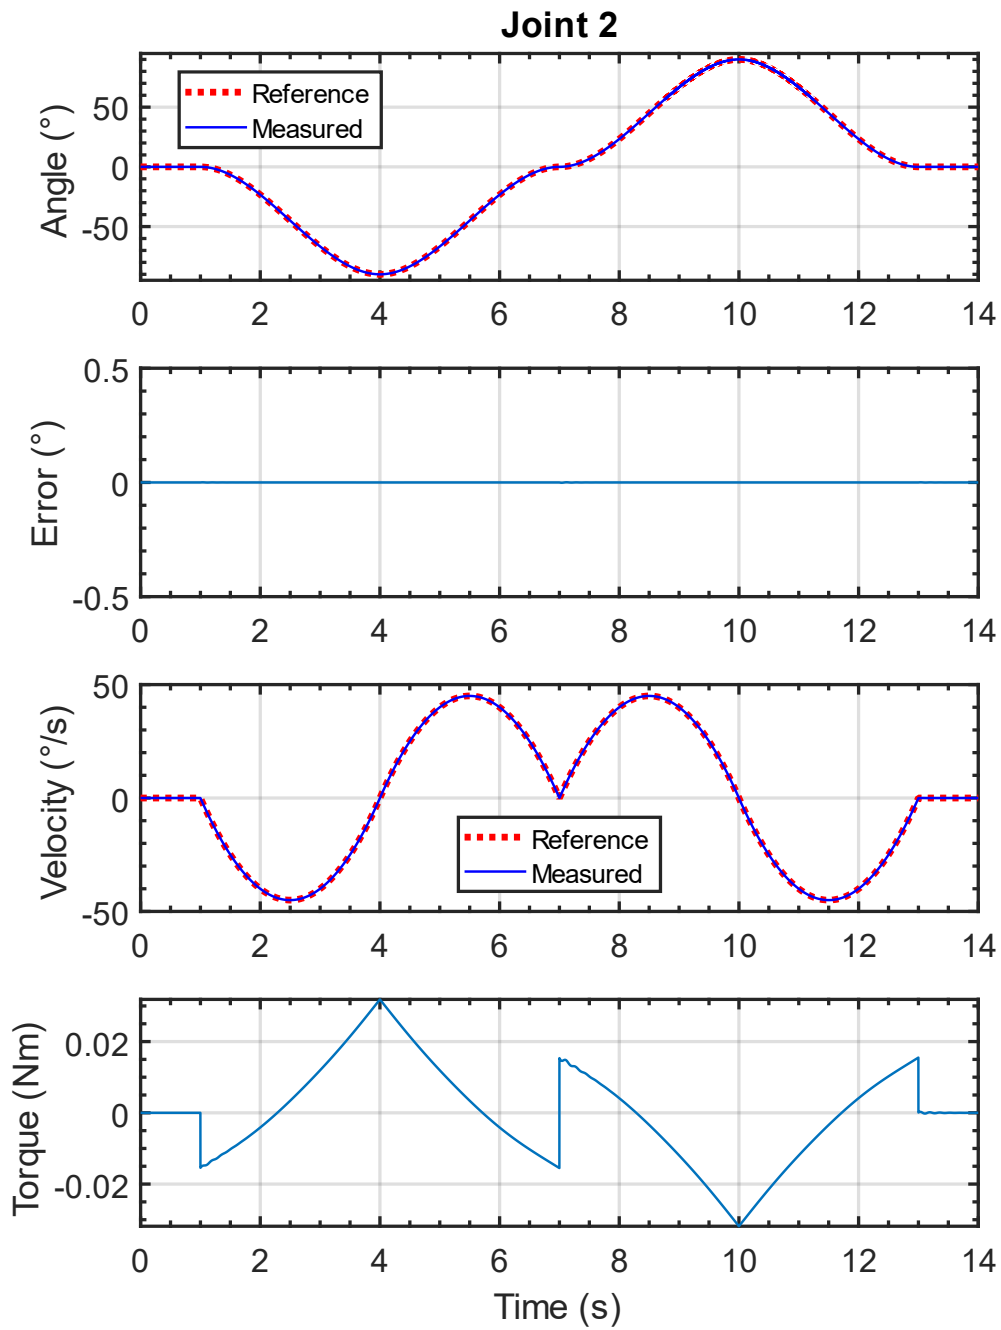 Joint 2
Angle (°)
50
0
-50
Reference
Measured
0 2 4 6 8 10 12 14
Error (°)
0.5
0
-0.5
0 2 4 6 8 10 12 14
Velocity (°/s)
50
0
-50
Reference
Measured
0 2 4 6 8 10 12 14
Torque (Nm)
0.02
0
-0.02
0 2 4 6 8 10 12 14
Time (s)